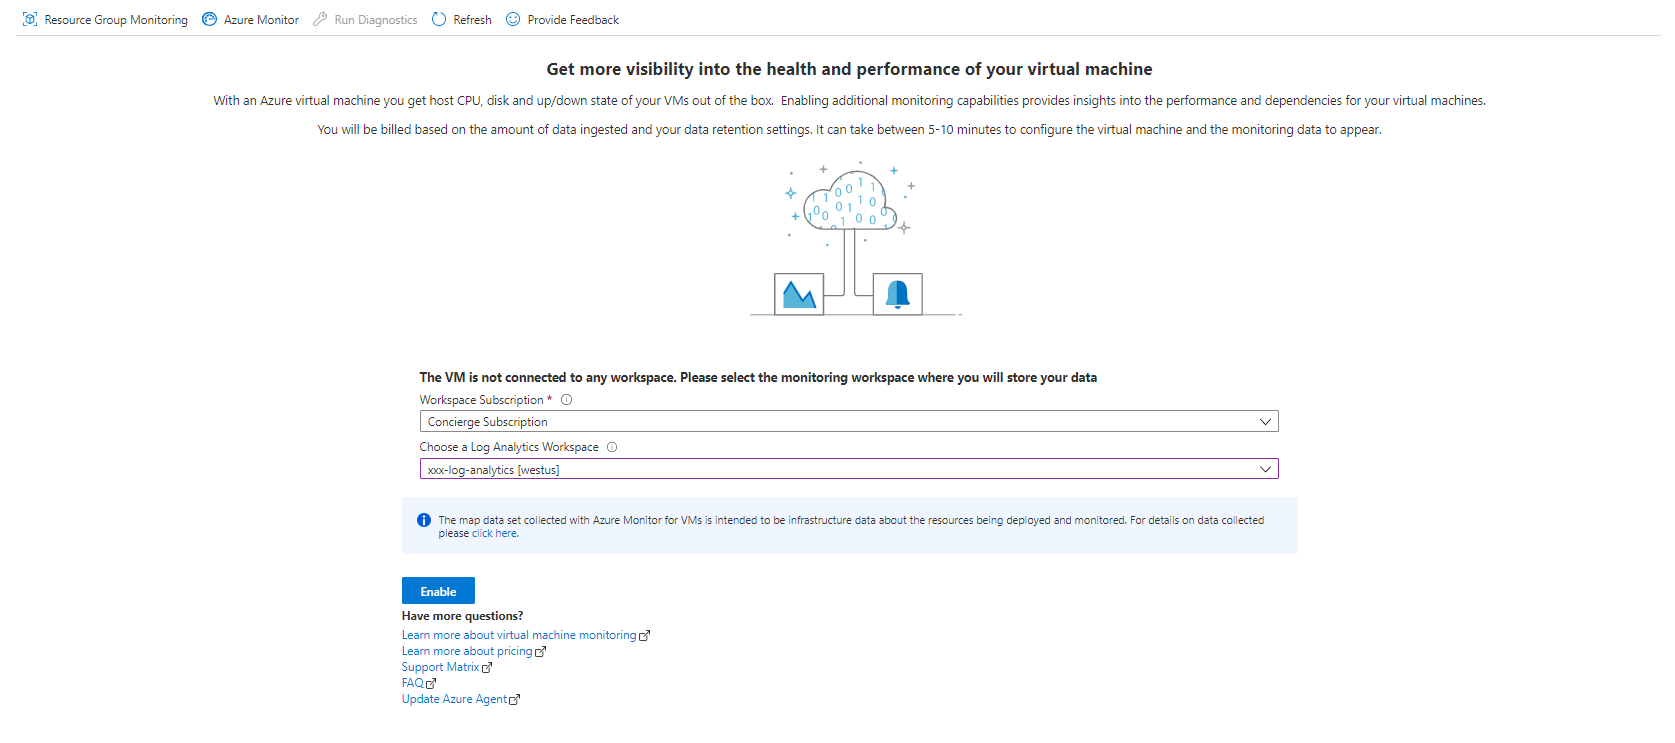 Resource Group Monitoring Azure Monitor Run Diagnostics Refresh Provide Feedback
Get more visibility into the health and performance of your virtual machine
With an Azure virtual machine you get host CPU, disk and up/down state of your VMs out of the box. Enabling additional monitoring capabilities provides insights into the performance and dependencies for your virtual machines.
You will be billed based on the amount of data ingested and your data retention settings. It can take between 5-10 minutes to configure the virtual machine and the monitoring data to appear.
The VM is not connected to any workspace. Please select the monitoring workspace where you will store your data
Workspace Subscription *
Concierge Subscription
Choose a Log Analytics Workspace
xxx-log-analytics [westus]
The map data set collected with Azure Monitor for VMs is intended to be infrastructure data about the resources being deployed and monitored. For details on data collected
please click here.
Enable
Have more questions?
Learn more about virtual machine monitoring
Learn more about pricing
Support Matrix
FAQ
Update Azure Agent